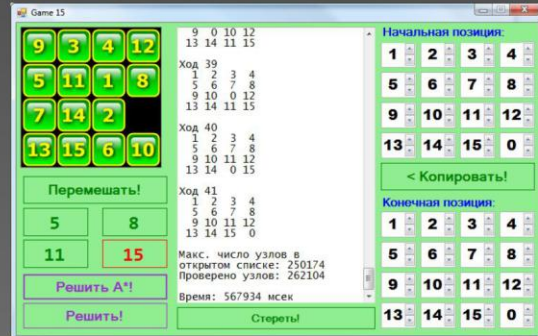 Game 15
9 3 4 12
5 11 1 8
7 14 2
13 15 6 10
Перемешать!
5 8
11 15
Решить A*!
Решить!
9 0 10 12
13 14 11 15
Ход 39
1 2 3 4
5 6 7 8
9 10 0 12
13 14 11 15
Ход 40
1 2 3 4
5 6 7 8
9 10 11 12
13 14 0 15
Ход 41
1 2 3 4
5 6 7 8
9 10 11 12
13 14 15 0
Макс. число узлов в
открытом списке: 250174
Проверено узлов: 262104
Время: 567934 мсек
Стереть!
Начальная позиция:
1 2 3 4
5 6 7 8
9 10 11 12
13 14 15 0
< Копировать!
Конечная позиция:
1 2 3 4
5 6 7 8
9 10 11 12
13 14 15 0